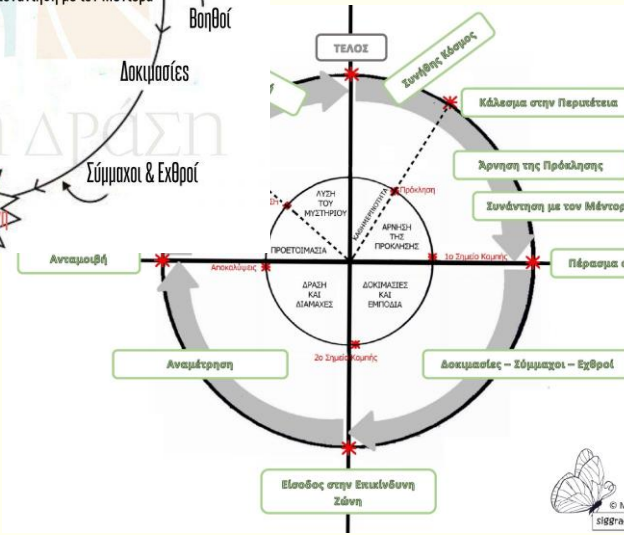 Βοηθοί
Δοκιμασίες
ΔΡΑΣΗ
Σύμμαχοι & Εχθροί
ΤΕΛΟΣ
Συνήθης Κόσμος
Κάλεσμα στην Περιπέτεια
Άρνηση της Πρόκλησης
Συνάντηση με τον Μέντορ
Πέρασμα
Πρόκληση
ΛΥΣΗ
ΤΟΥ
ΜΥΣΤΗΡΙΟΥ
ΚΑΘΗΜΕΡΙΝΟΤΗΤΑ
ΑΡΝΗΣΗ
ΤΗΣ
ΠΡΟΚΛΗΣΗΣ
ΠΡΟΕΤΟΙΜΑΣΙΑ
1ο Σημείο Καμπής
Ανταμοιβή
Αποκαλύψεις
ΔΡΑΣΗ
ΚΑΙ
ΔΙΑΜΑΧΕΣ
ΔΟΚΙΜΑΣΙΕΣ
ΚΑΙ
ΕΜΠΟΔΙΑ
2ο Σημείο Καμπής
Αναμέτρηση
Δοκιμασίες – Σύμμαχοι – Εχθροί
Είσοδος στην Επικίνδυνη
Ζώνη
© M
siggra